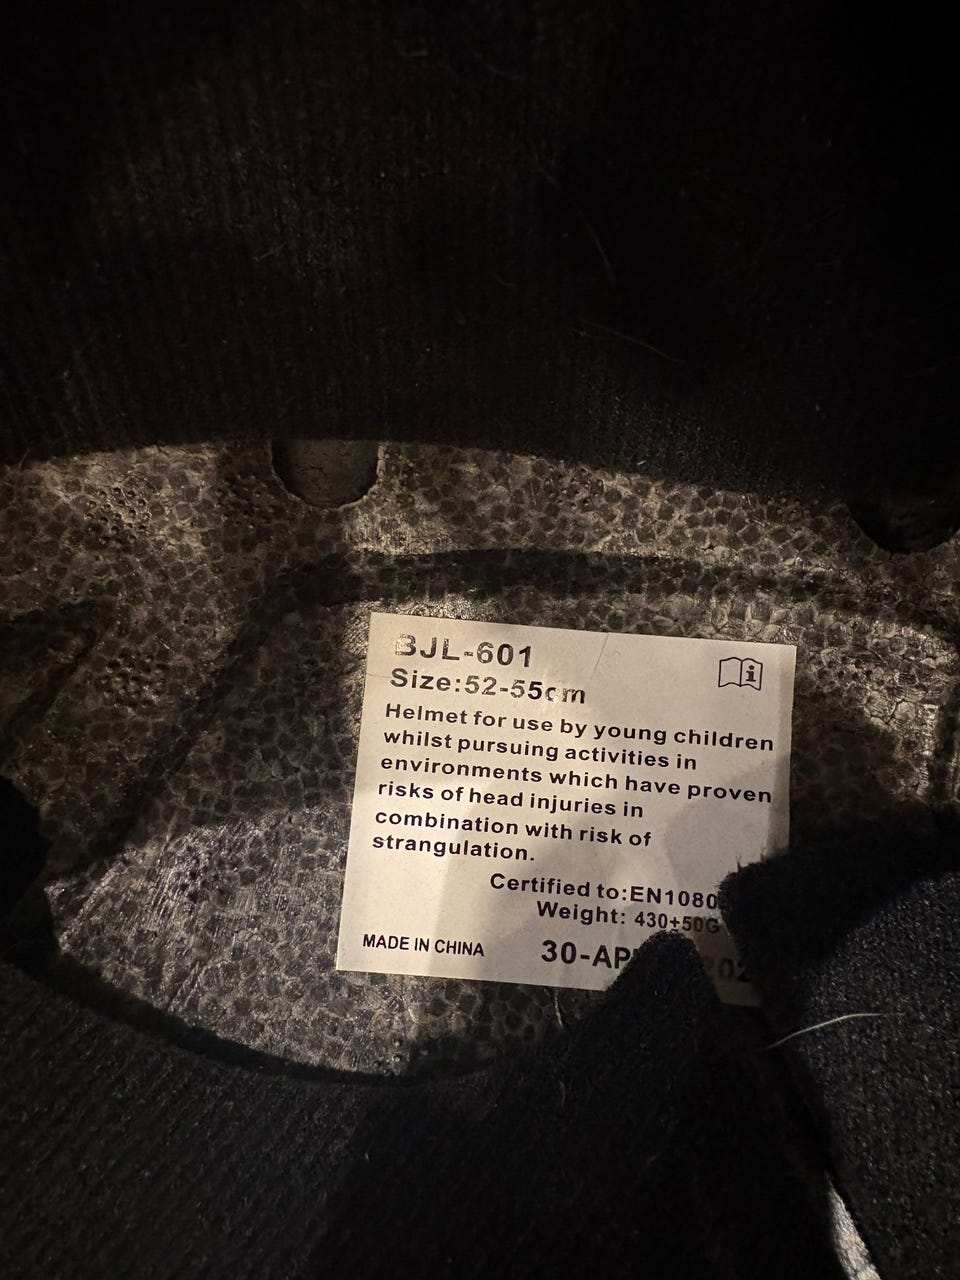 BJL-601
Size:52-55cm
Helmet for use by young children
whilst pursuing activities in
environments which have proven
risks of head injuries in
combination with risk of
strangulation.
Certified to:EN1080
Weight: 430±50G
MADE IN CHINA